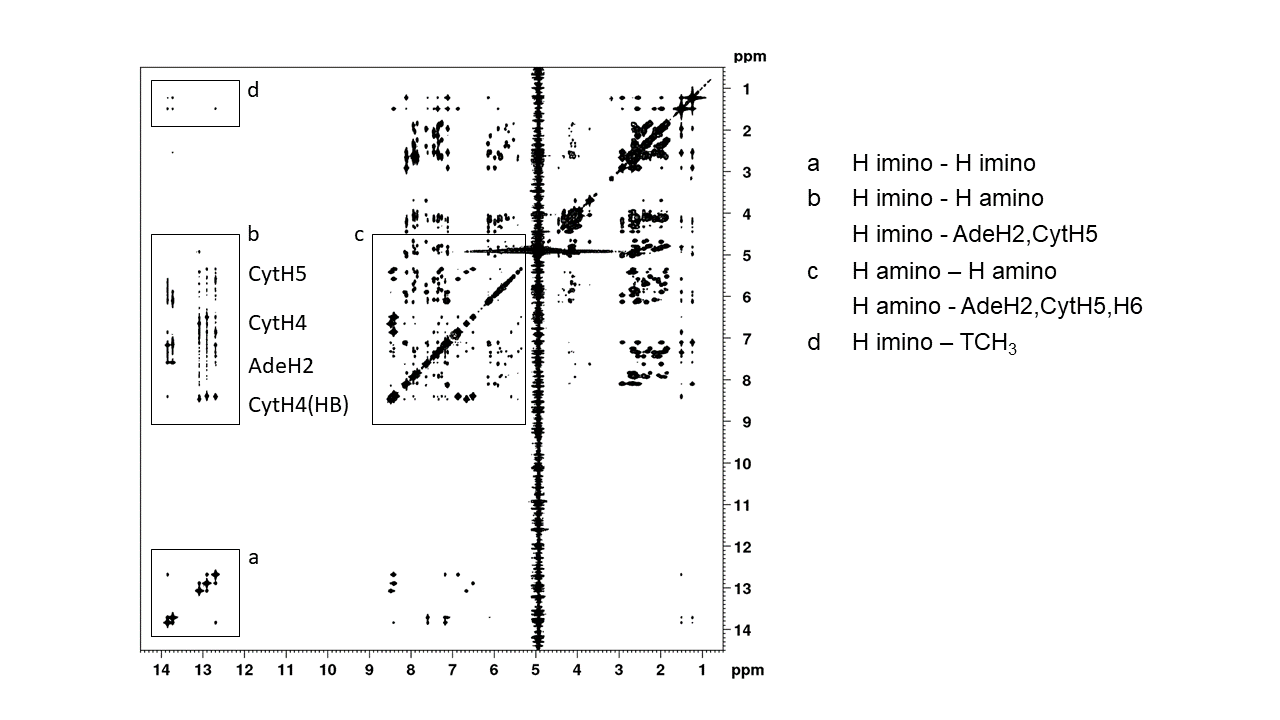 ppm
d
1
2
3
4
b
c
5
CytH5
6
CytH4
7
AdeH2
8
CytH4(HB)
9
10
11
12
a
13
14
14 13 12 11 10 9 8 7 6 5 4 3 2 1 ppm
a H imino - H imino
b H imino - H amino
H imino - AdeH2,CytH5
c H amino – H amino
H amino - AdeH2,CytH5,H6
d H imino – TCH₃